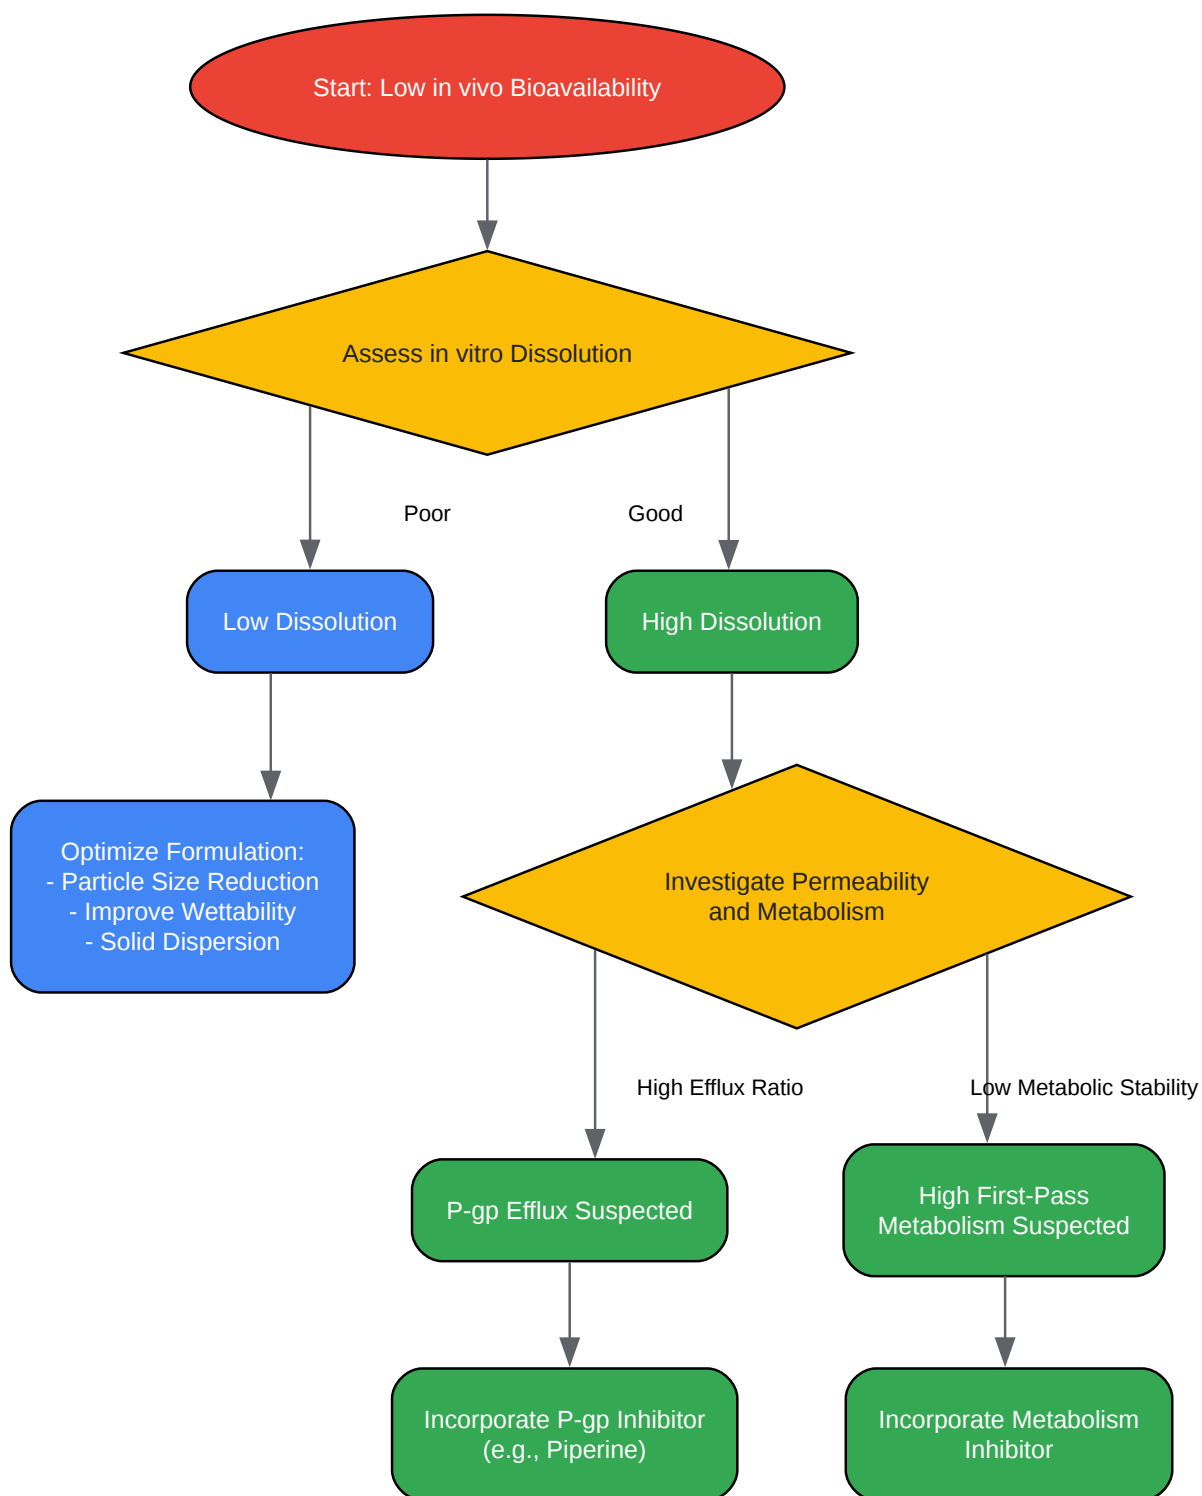 Start: Low in vivo Bioavailability
Assess in vitro Dissolution
Poor
Good
Low Dissolution
High Dissolution
Optimize Formulation:
- Particle Size Reduction
- Improve Wettability
- Solid Dispersion
Investigate Permeability
and Metabolism
High Efflux Ratio
Low Metabolic Stability
P-gp Efflux Suspected
High First-Pass
Metabolism Suspected
Incorporate P-gp Inhibitor
(e.g., Piperine)
Incorporate Metabolism
Inhibitor